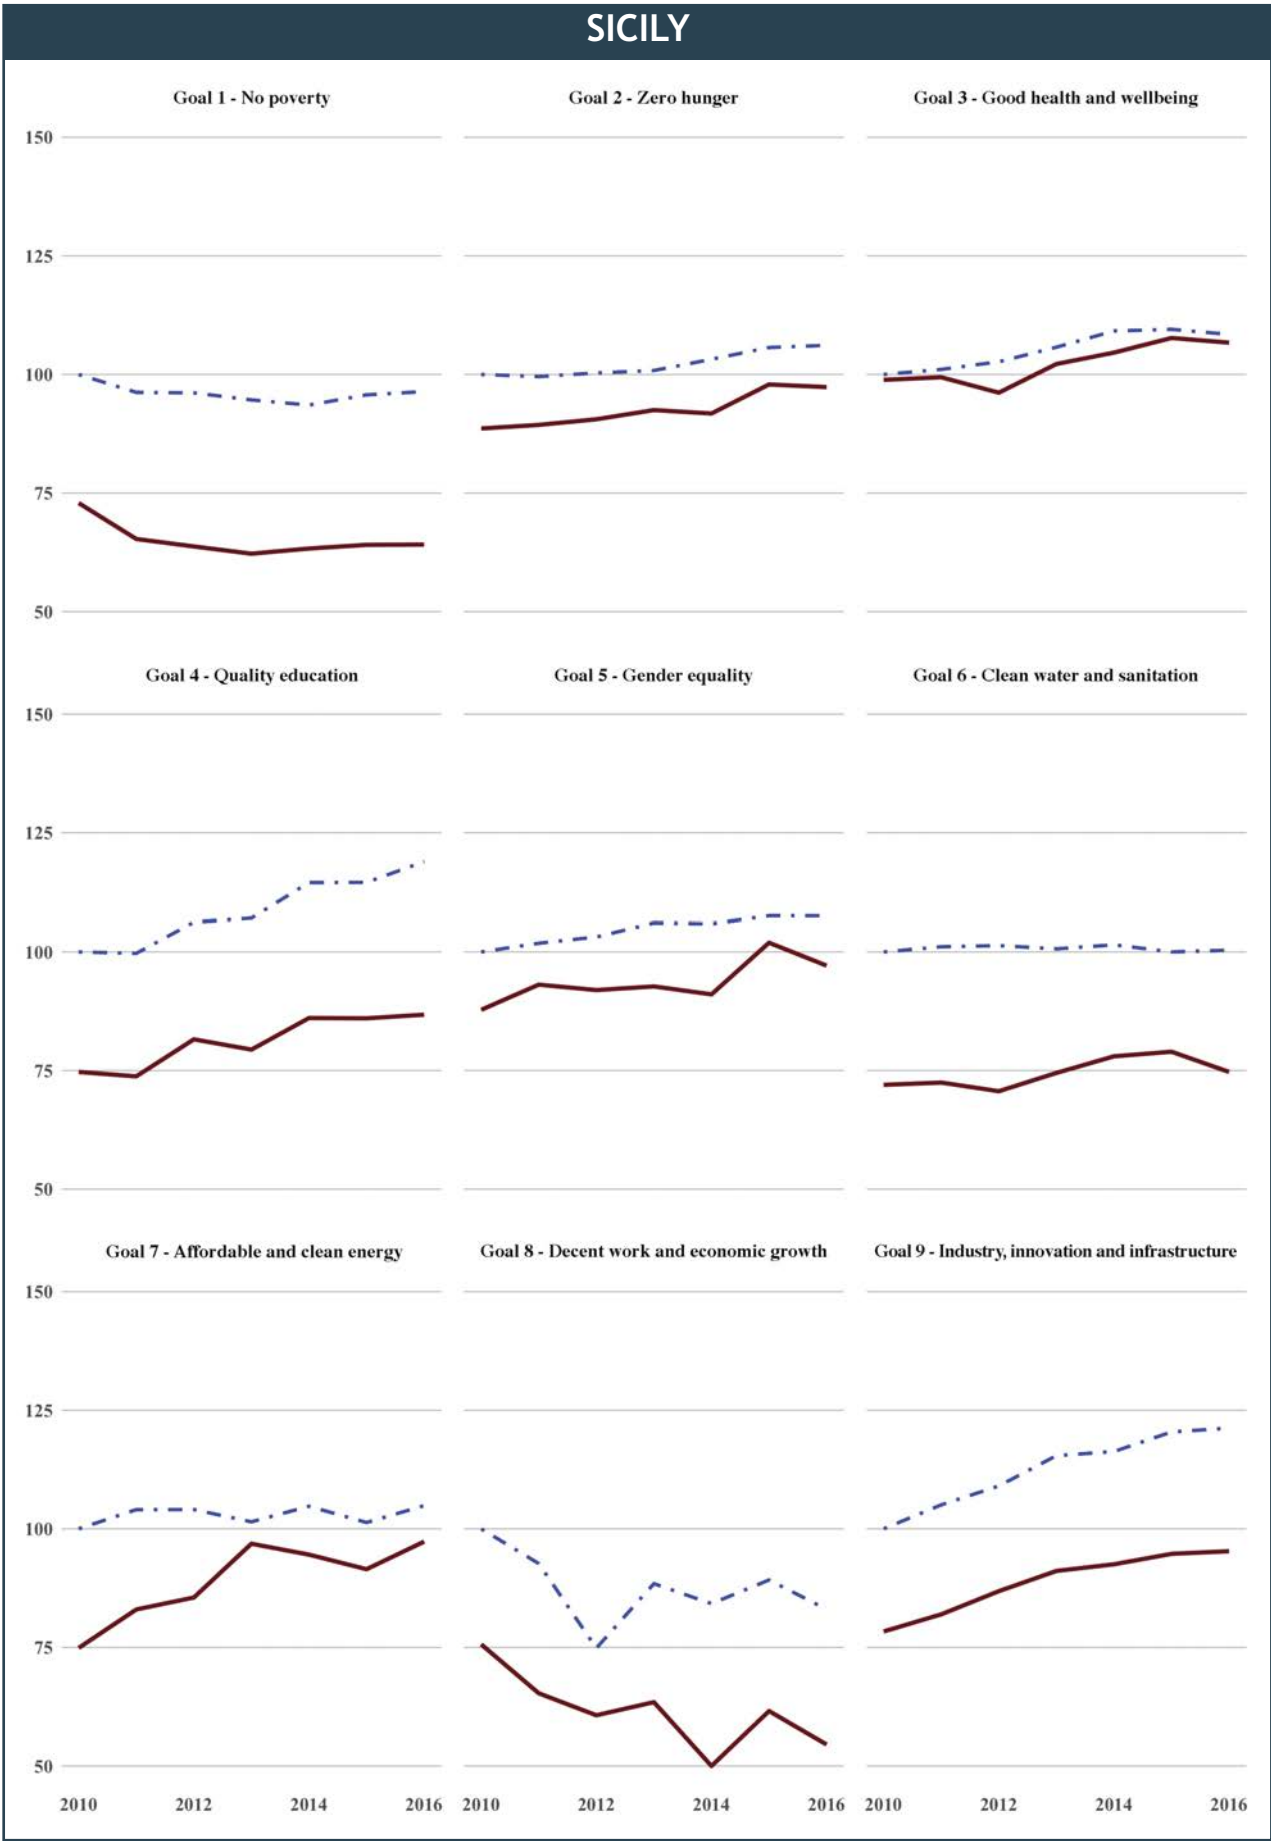 SICILY
Goal 1 - No poverty
Goal 2 - Zero hunger
Goal 3 - Good health and wellbeing
150
125
100
75
50
Goal 4 - Quality education
Goal 5 - Gender equality
Goal 6 - Clean water and sanitation
150
125
100
75
50
Goal 7 - Affordable and clean energy
Goal 8 - Decent work and economic growth
Goal 9 - Industry, innovation and infrastructure
150
125
100
75
50
2010 2012 2014 2016
2010 2012 2014 2016
2010 2012 2014 2016